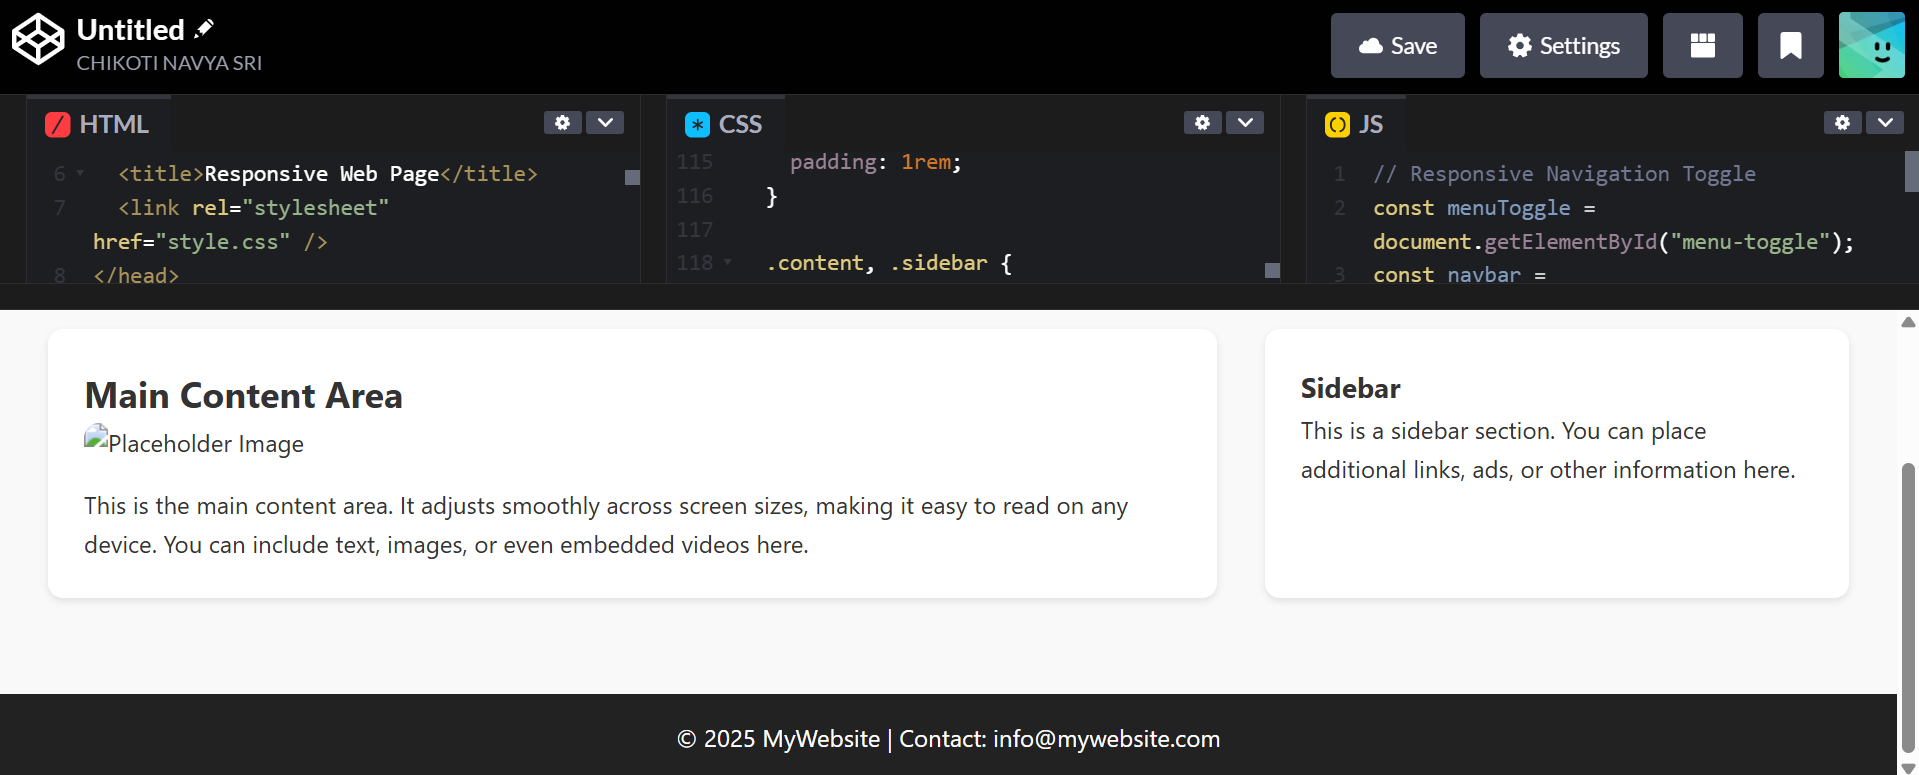 Untitled
CHIKOTI NAVYA SRI
Save
Settings
HTML
6 <title>Responsive Web Page</title>
7 <link rel="stylesheet"
href="style.css" />
8 </head>
CSS
115 padding: 1rem;
116 }
117
118 .content, .sidebar {
JS
1 // Responsive Navigation Toggle
2 const menuToggle =
document.getElementById("menu-toggle");
3 const navbar =
Main Content Area
Placeholder Image
This is the main content area. It adjusts smoothly across screen sizes, making it easy to read on any
device. You can include text, images, or even embedded videos here.
Sidebar
This is a sidebar section. You can place
additional links, ads, or other information here.
© 2025 MyWebsite | Contact: info@mywebsite.com